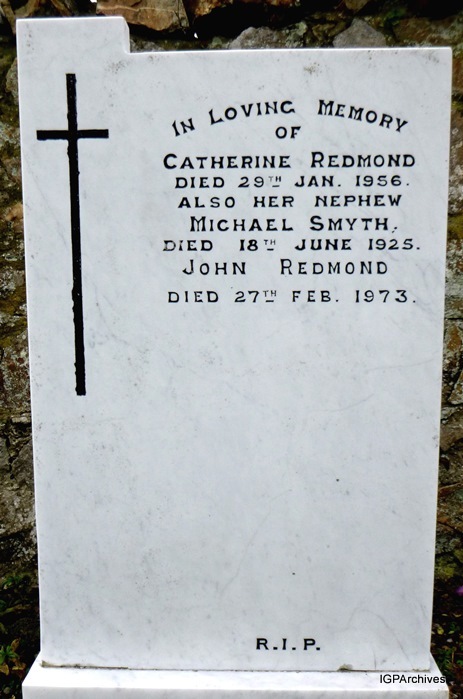 IN LOVING MEMORY
OF
CATHERINE REDMOND
DIED 29TH JAN. 1956.
ALSO HER NEPHEW
MICHAEL SMYTH,
DIED 18TH JUNE 1925.
JOHN REDMOND
DIED 27TH FEB. 1973.
R.I.P.
IGPArchives